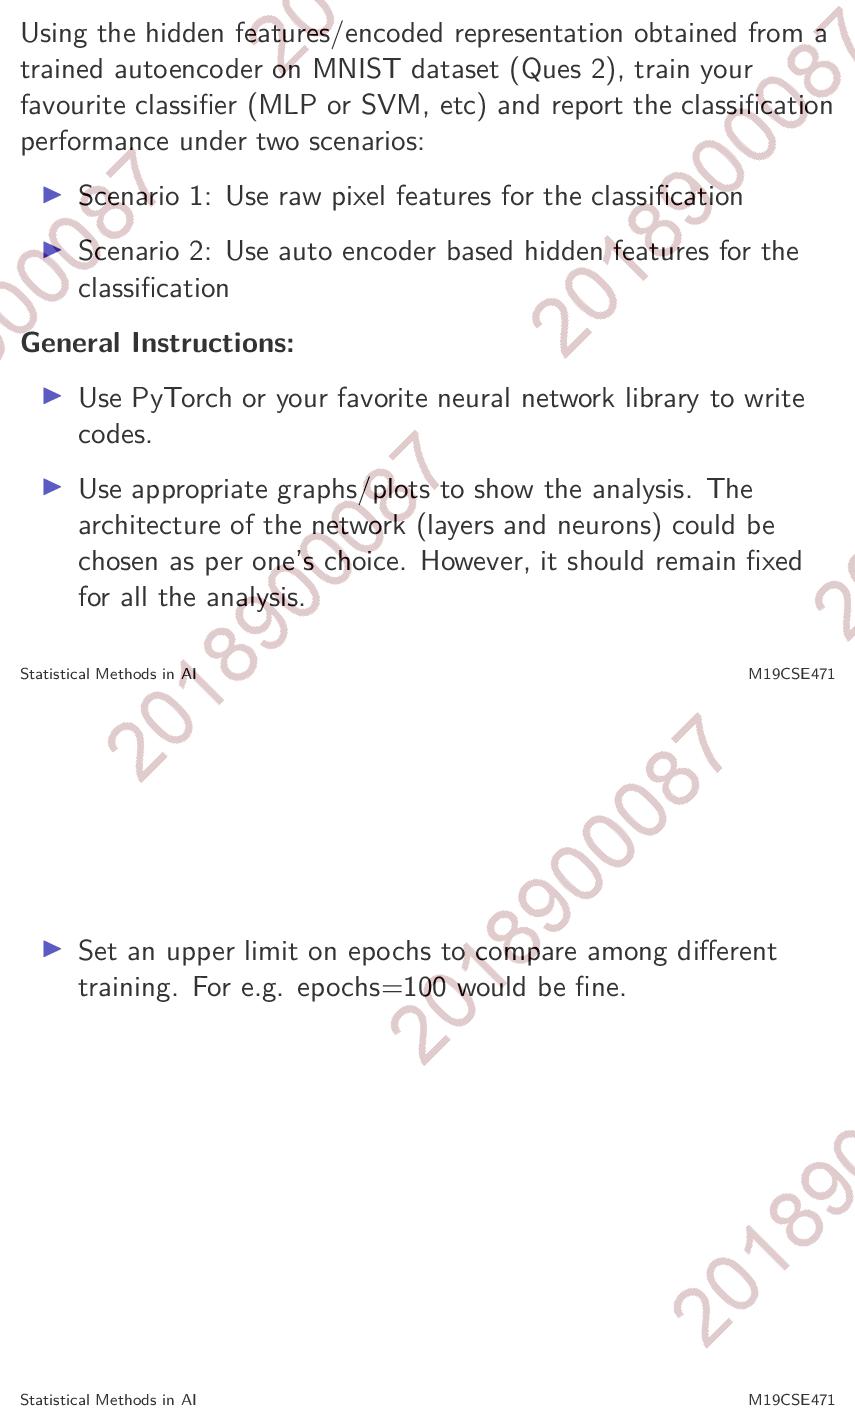 Using the hidden features/encoded representation obtained from a
trained autoencoder on MNIST dataset (Ques 2), train your
favourite classifier (MLP or SVM, etc) and report the classification
performance under two scenarios:
▶ Scenario 1: Use raw pixel features for the classification
▶ Scenario 2: Use auto encoder based hidden features for the
classification
General Instructions:
▶ Use PyTorch or your favorite neural network library to write
codes.
▶ Use appropriate graphs/plots to show the analysis. The
architecture of the network (layers and neurons) could be
chosen as per one's choice. However, it should remain fixed
for all the analysis.
Statistical Methods in AI M19CSE471
▶ Set an upper limit on epochs to compare among different
training. For e.g. epochs=100 would be fine.
Statistical Methods in AI M19CSE471
2018900087
2018900087
2018900087